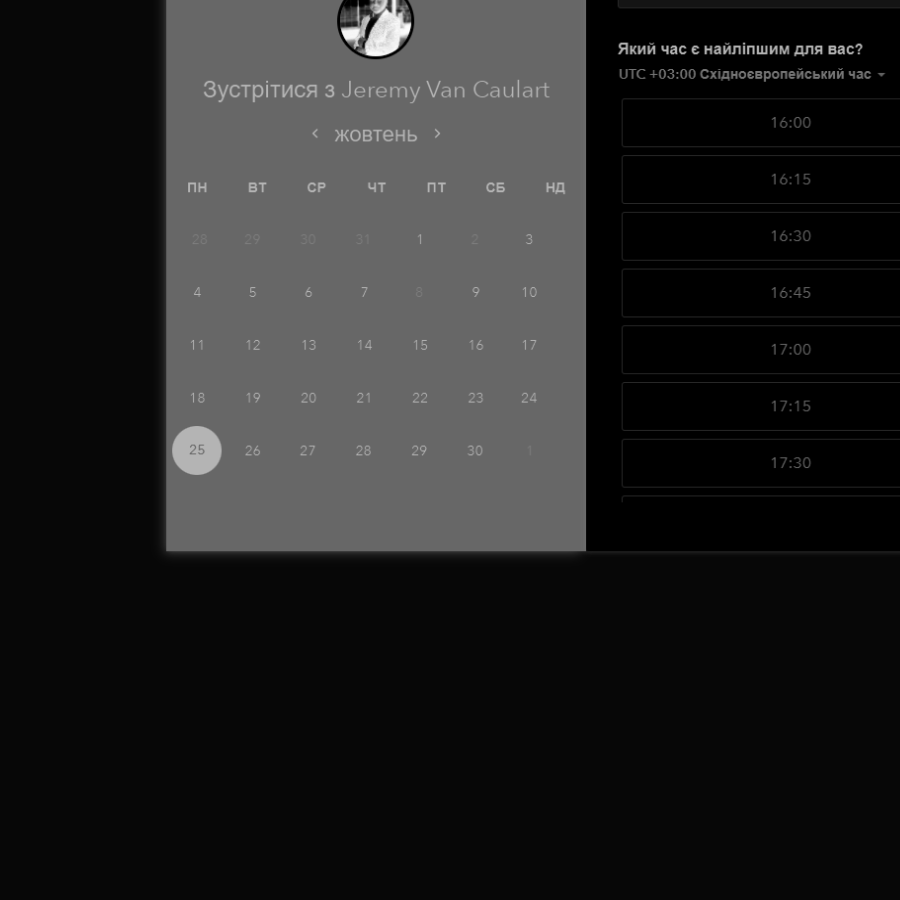 Зустрітися з Jeremy Van Caulart
‹ жовтень ›
ПН ВТ СР ЧТ ПТ СБ НД
28 29 30 31 1 2 3
4 5 6 7 8 9 10
11 12 13 14 15 16 17
18 19 20 21 22 23 24
25 26 27 28 29 30 1
Який час є найліпшим для вас?
UTC +03:00 Східноєвропейський час
16:00
16:15
16:30
16:45
17:00
17:15
17:30